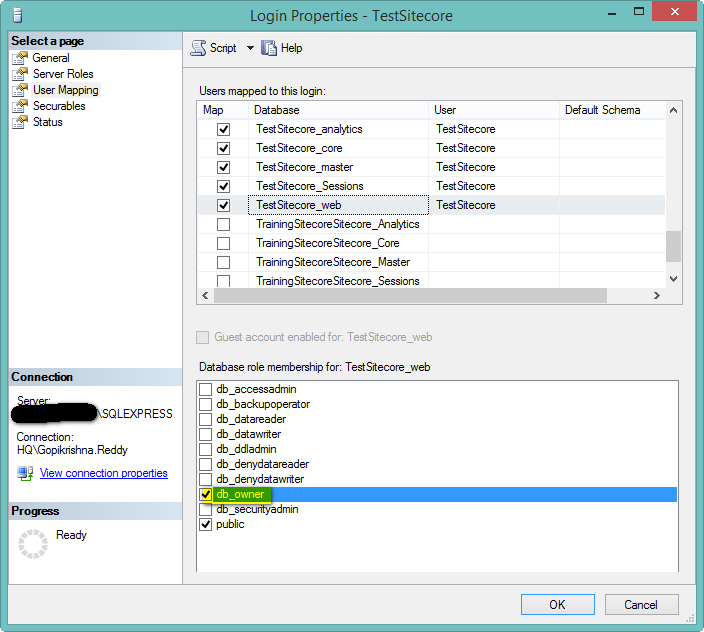 Login Properties - TestSitecore
Select a page
General
Server Roles
User Mapping
Securables
Status
Script Help
Users mapped to this login:
Map Database User Default Schema
TestSitecore_analytics TestSitecore
TestSitecore_core TestSitecore
TestSitecore_master TestSitecore
TestSitecore_Sessions TestSitecore
TestSitecore_web TestSitecore
TrainingSitecoreSitecore_Analytics
TrainingSitecoreSitecore_Core
TrainingSitecoreSitecore_Master
TrainingSitecoreSitecore_Sessions
Guest account enabled for: TestSitecore_web
Database role membership for: TestSitecore_web
db_accessadmin
db_backupoperator
db_datareader
db_datawriter
db_ddladmin
db_denydatareader
db_denydatawriter
db_owner
db_securityadmin
public
Connection
Server:
\SQLEXPRESS
Connection:
HQ\Gopikrishna.Reddy
View connection properties
Progress
Ready
OK Cancel